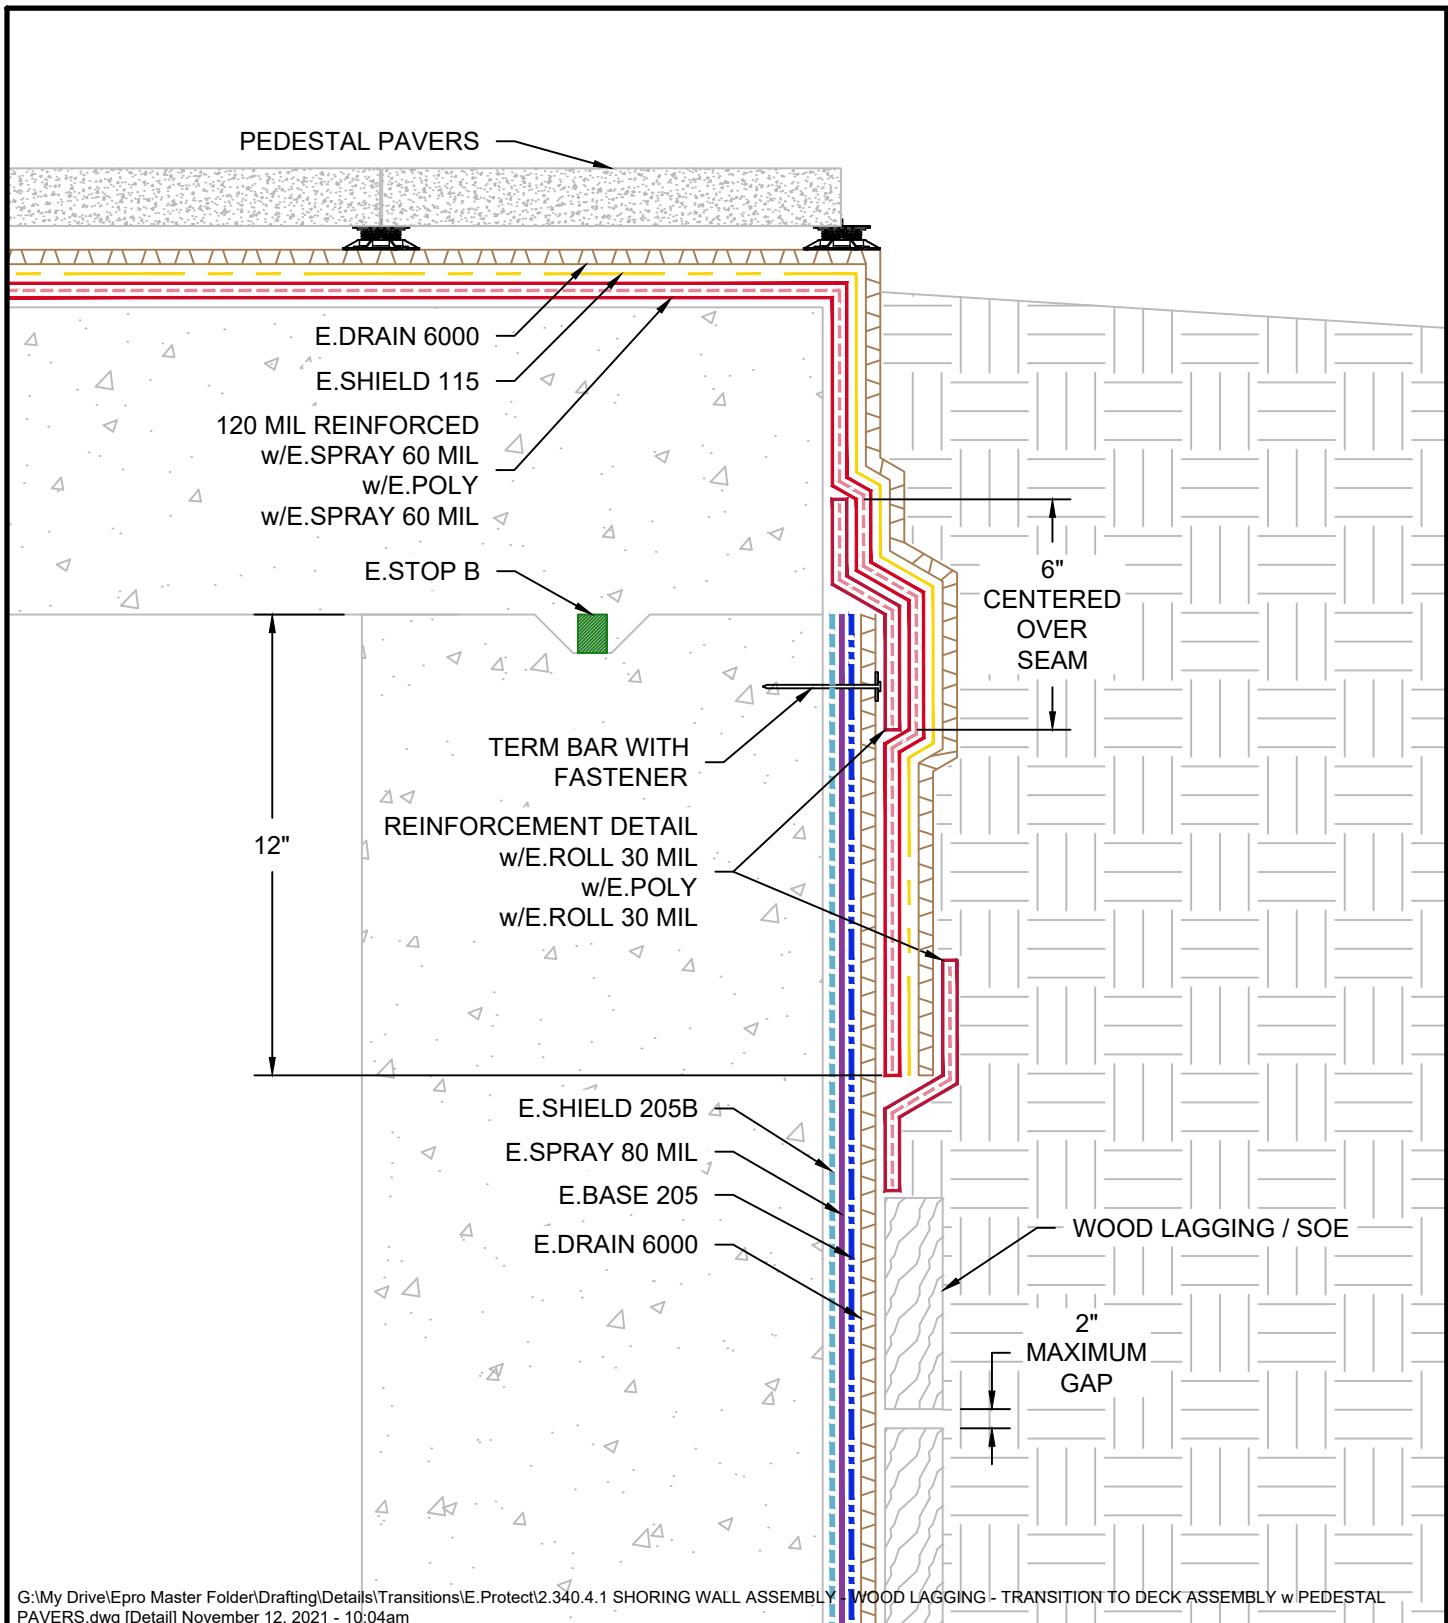 PEDESTAL PAVERS
E.DRAIN 6000
E.SHIELD 115
120 MIL REINFORCED
w/E.SPRAY 60 MIL
w/E.POLY
w/E.SPRAY 60 MIL
E.STOP B
6"
CENTERED
OVER
SEAM
TERM BAR WITH
FASTENER
REINFORCEMENT DETAIL
w/E.ROLL 30 MIL
w/E.POLY
w/E.ROLL 30 MIL
12"
E.SHIELD 205B
E.SPRAY 80 MIL
E.BASE 205
E.DRAIN 6000
WOOD LAGGING / SOE
2"
MAXIMUM
GAP
G:\My Drive\Epro Master Folder\Drafting\Details\Transitions\E.Protect\2.340.4.1 SHORING WALL ASSEMBLY - WOOD LAGGING - TRANSITION TO DECK ASSEMBLY w PEDESTAL
PAVERS.dwg [Detail] November 12, 2021 - 10:04am